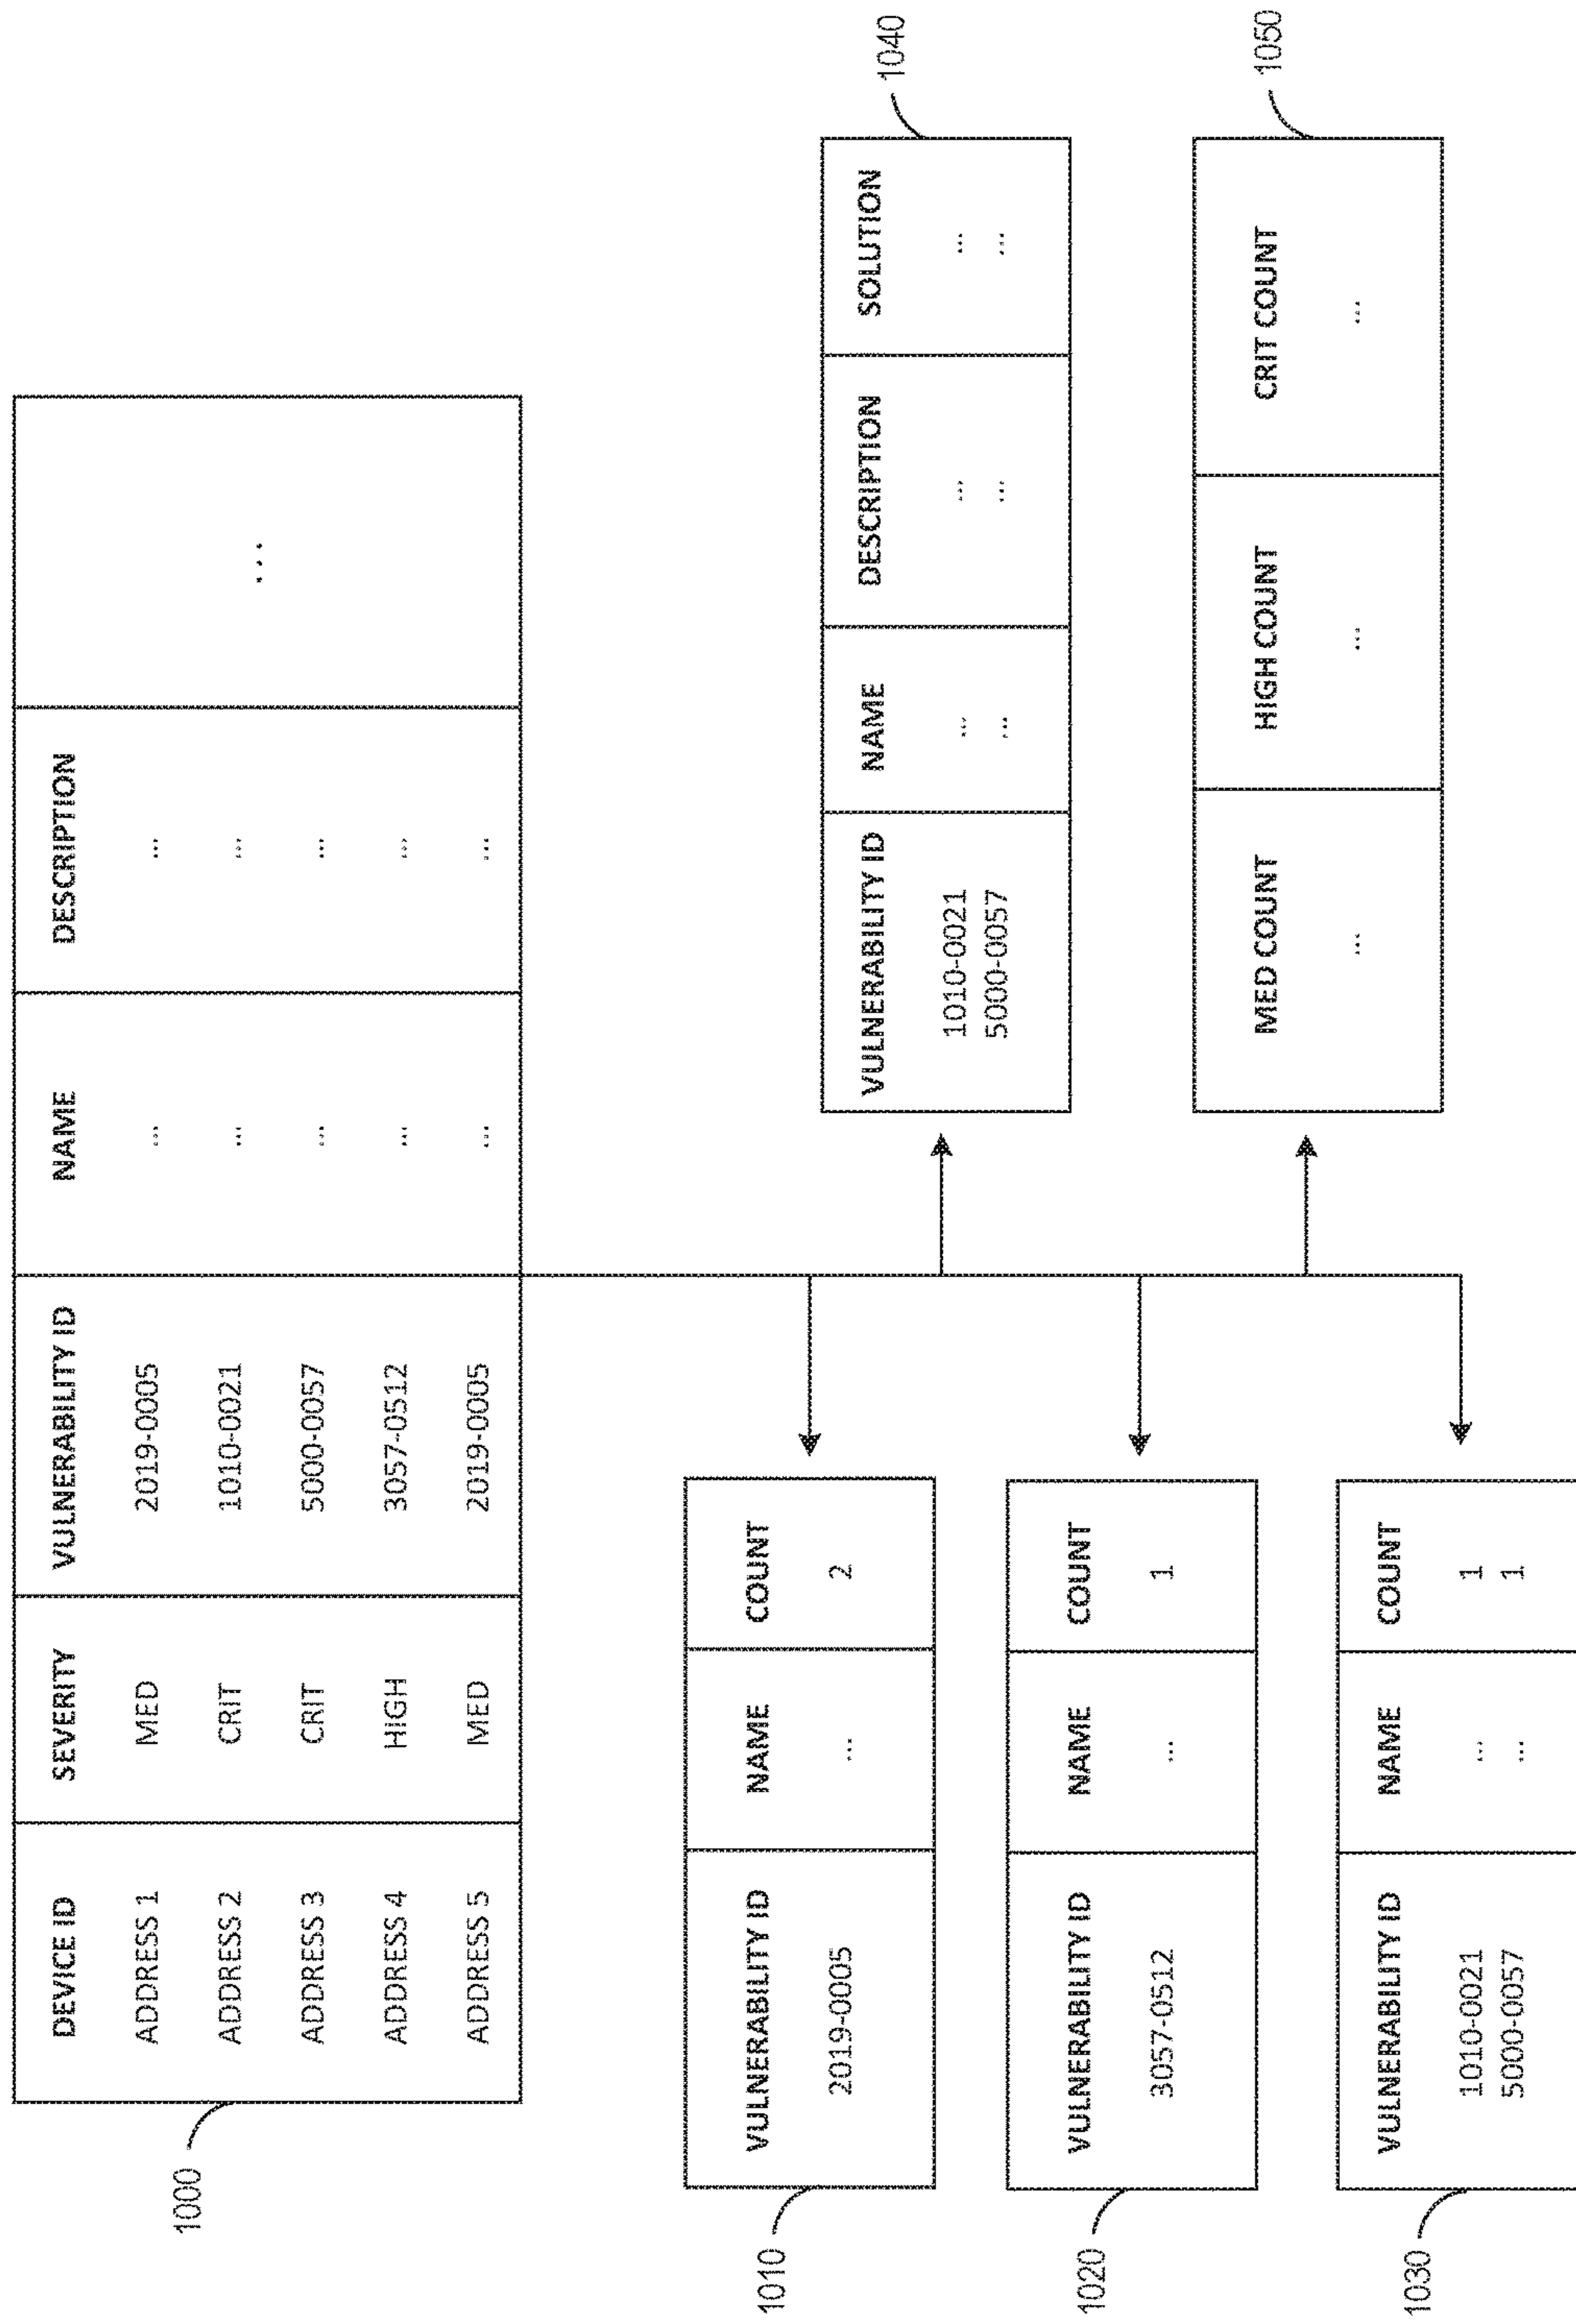 1000
DEVICE ID SEVERITY VULNERABILITY ID NAME DESCRIPTION ...
ADDRESS 1 MED 2019-0005 ... ...
ADDRESS 2 CRIT 1010-0021 ... ...
ADDRESS 3 CRIT 5000-0057 ... ...
ADDRESS 4 HIGH 3057-0512 ... ...
ADDRESS 5 MED 2019-0005 ... ...
1010
VULNERABILITY ID NAME COUNT
2019-0005 ... 2
1020
VULNERABILITY ID NAME COUNT
3057-0512 ... 1
1030
VULNERABILITY ID NAME COUNT
1010-0021 ... 1
5000-0057 ... 1
1040
VULNERABILITY ID NAME DESCRIPTION SOLUTION
1010-0021 ... ... ...
5000-0057 ... ... ...
1050
MED COUNT HIGH COUNT CRIT COUNT
... ... ...